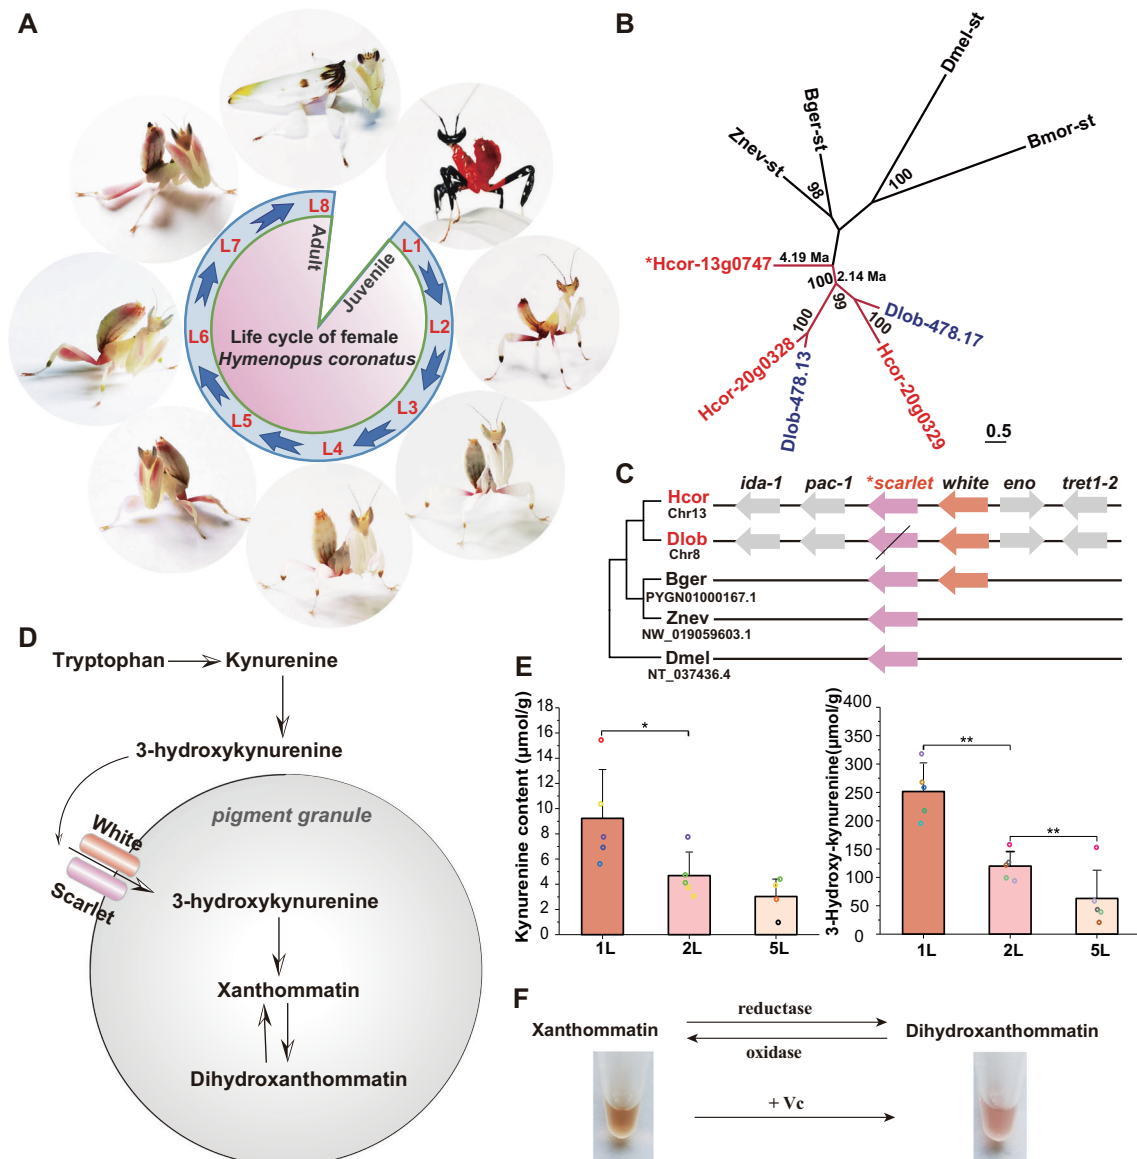 A
L8
L1
L7
Adult
Juvenile
L2
L6
Life cycle of female
Hymenopus coronatus
L3
L5
L4
B
Dmel-st
Bger-st
Znev-st
Bmor-st
98
100
*Hcor-13g0747
4.19 Ma
100
2.14 Ma
99
100
100
Dlob-478.17
Hcor-20g0328
Dlob-478.13
Hcor-20g0329
0.5
C
ida-1 pac-1 *scarlet white eno tret1-2
Hcor
Chr13
Dlob
Chr8
Bger
PYGN01000167.1
Znev
NW_019059603.1
Dmel
NT_037436.4
D
Tryptophan Kynurenine
3-hydroxykynurenine
pigment granule
White
Scarlet
3-hydroxykynurenine
Xanthommatin
Dihydroxanthommatin
E
Kynurenine content (μmol/g)
18
16
14
12
10
8
6
4
2
0
*
1L 2L 5L
3-Hydroxy-kynurenine(μmol/g)
400
350
300
250
200
150
100
50
0
**
**
1L 2L 5L
F
Xanthommatin
reductase
oxidase
Dihydroxanthommatin
+ Vc